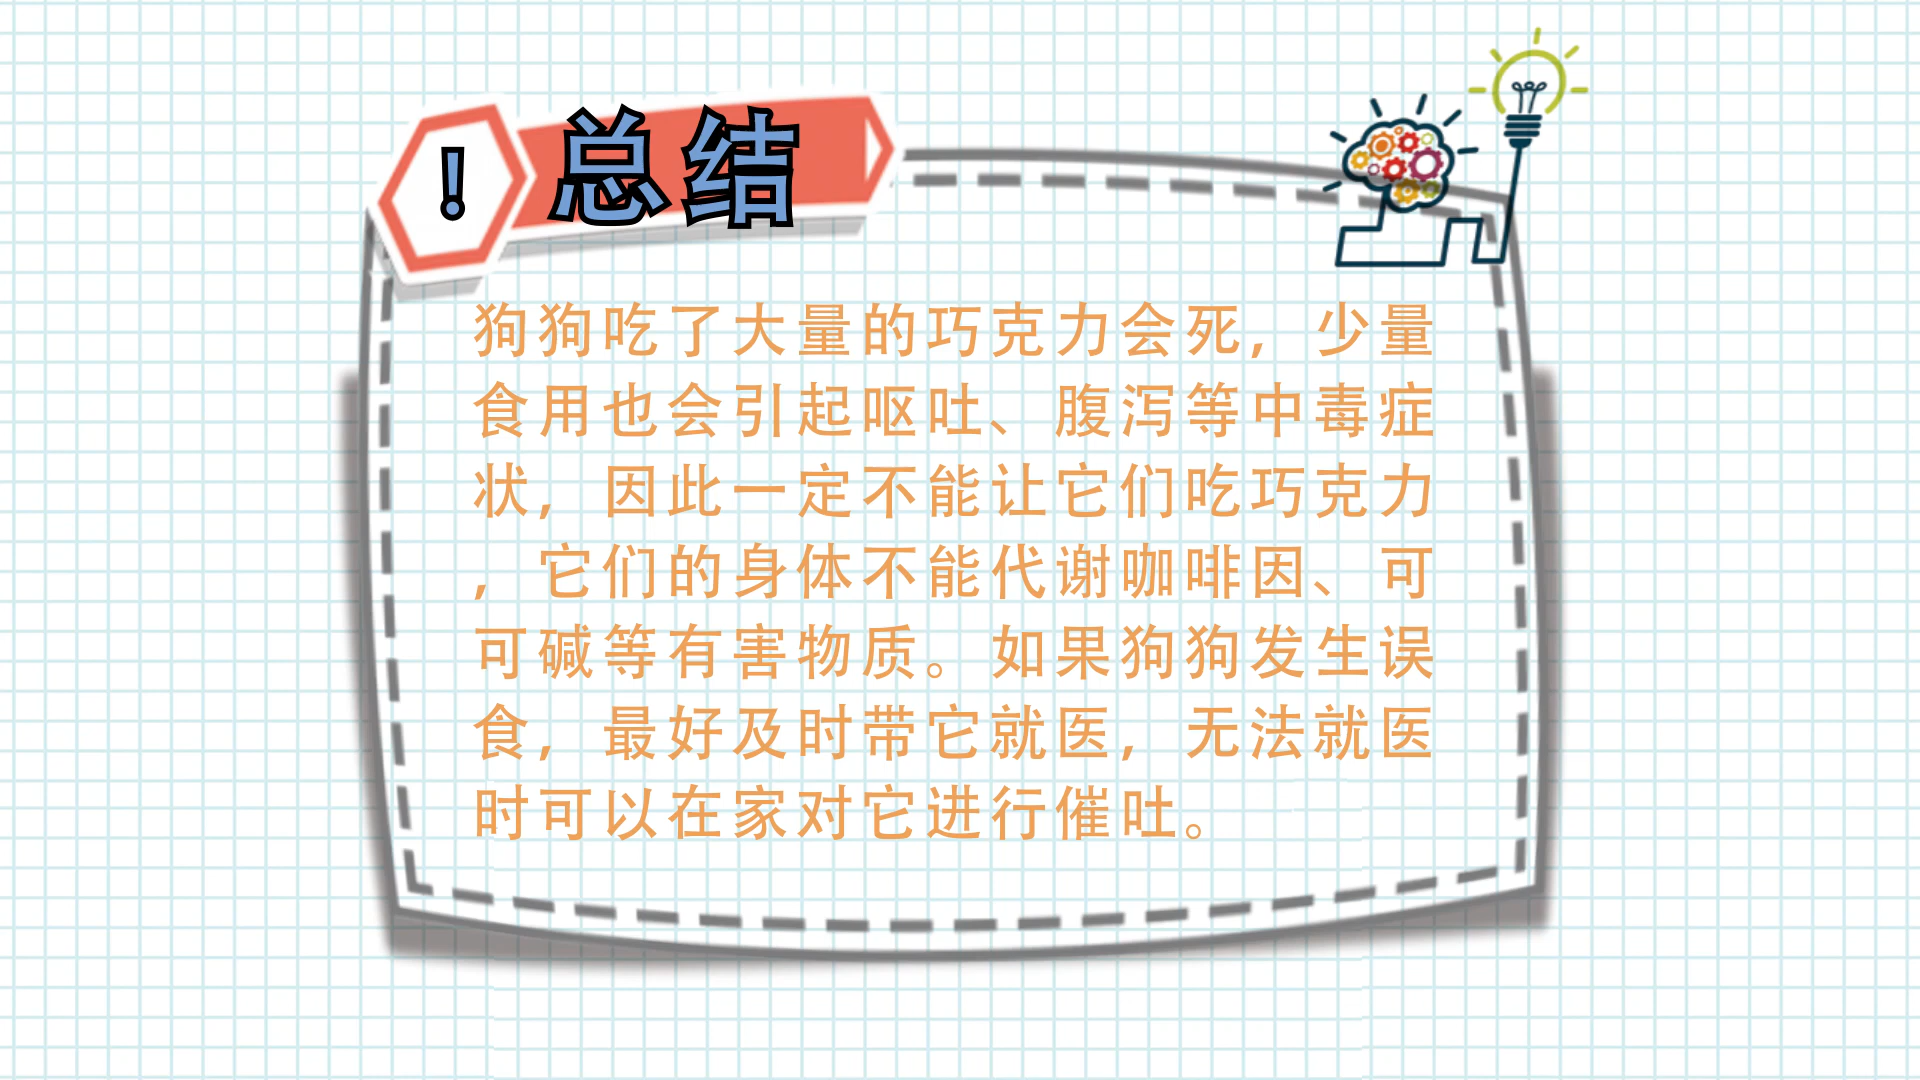 ! 总结
狗狗吃了大量的巧克力会死，少量
食用也会引起呕吐、腹泻等中毒症
状，因此一定不能让它们吃巧克力
，它们的身体不能代谢咖啡因、可
可碱等有害物质。如果狗狗发生误
食，最好及时带它就医，无法就医
时可以在家对它进行催吐。